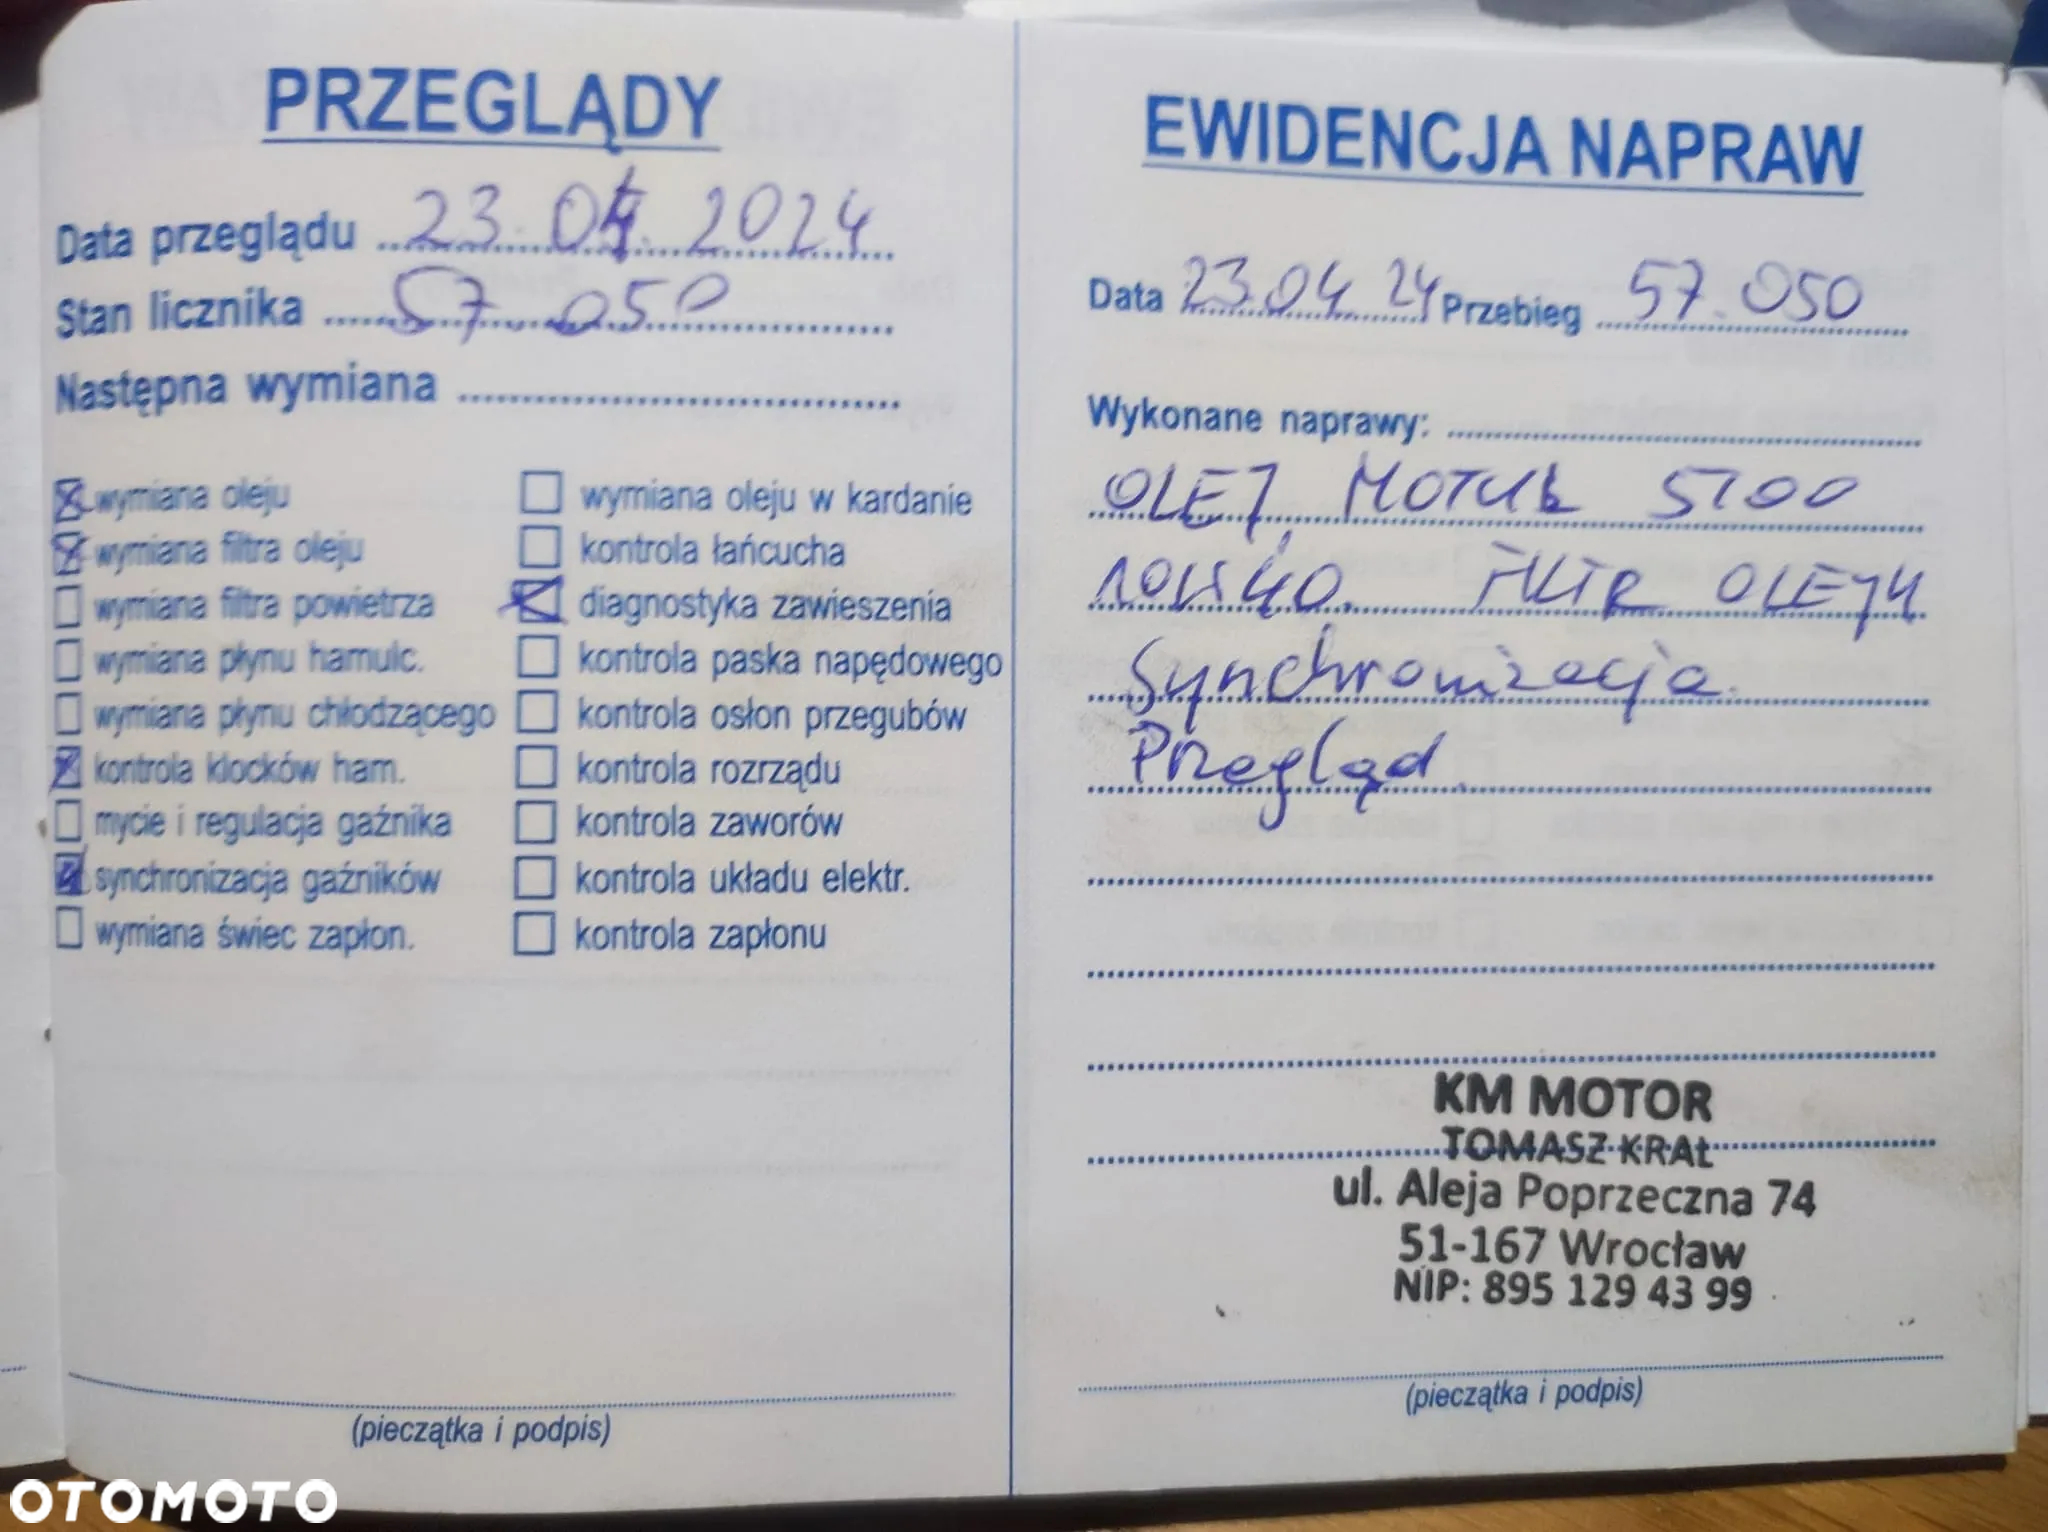 PRZEGLĄDY
Data przeglądu 23.04.2024
Stan licznika 57.050
Następna wymiana
wymiana oleju
wymiana filtra oleju
wymiana filtra powietrza
wymiana płynu hamulc.
wymiana płynu chłodzącego
kontrola klocków ham.
mycie i regulacja gaźnika
synchronizacja gaźników
wymiana świec zapłon.
wymiana oleju w kardanie
kontrola łańcucha
diagnostyka zawieszenia
kontrola paska napędowego
kontrola osłon przegubów
kontrola rozrządu
kontrola zaworów
kontrola układu elektr.
kontrola zapłonu
(pieczątka i podpis)
EWIDENCJA NAPRAW
Data 23.04 24 Przebieg 57.050
Wykonane naprawy:
OLEJ MOTUL 5100
10W40. FILTR OLEJU
Synchronizacja
Przegląd
KM MOTOR
TOMASZ KRAŁ
ul. Aleja Poprzeczna 74
51-167 Wrocław
NIP: 895 129 43 99
(pieczątka i podpis)
OTOMOTO